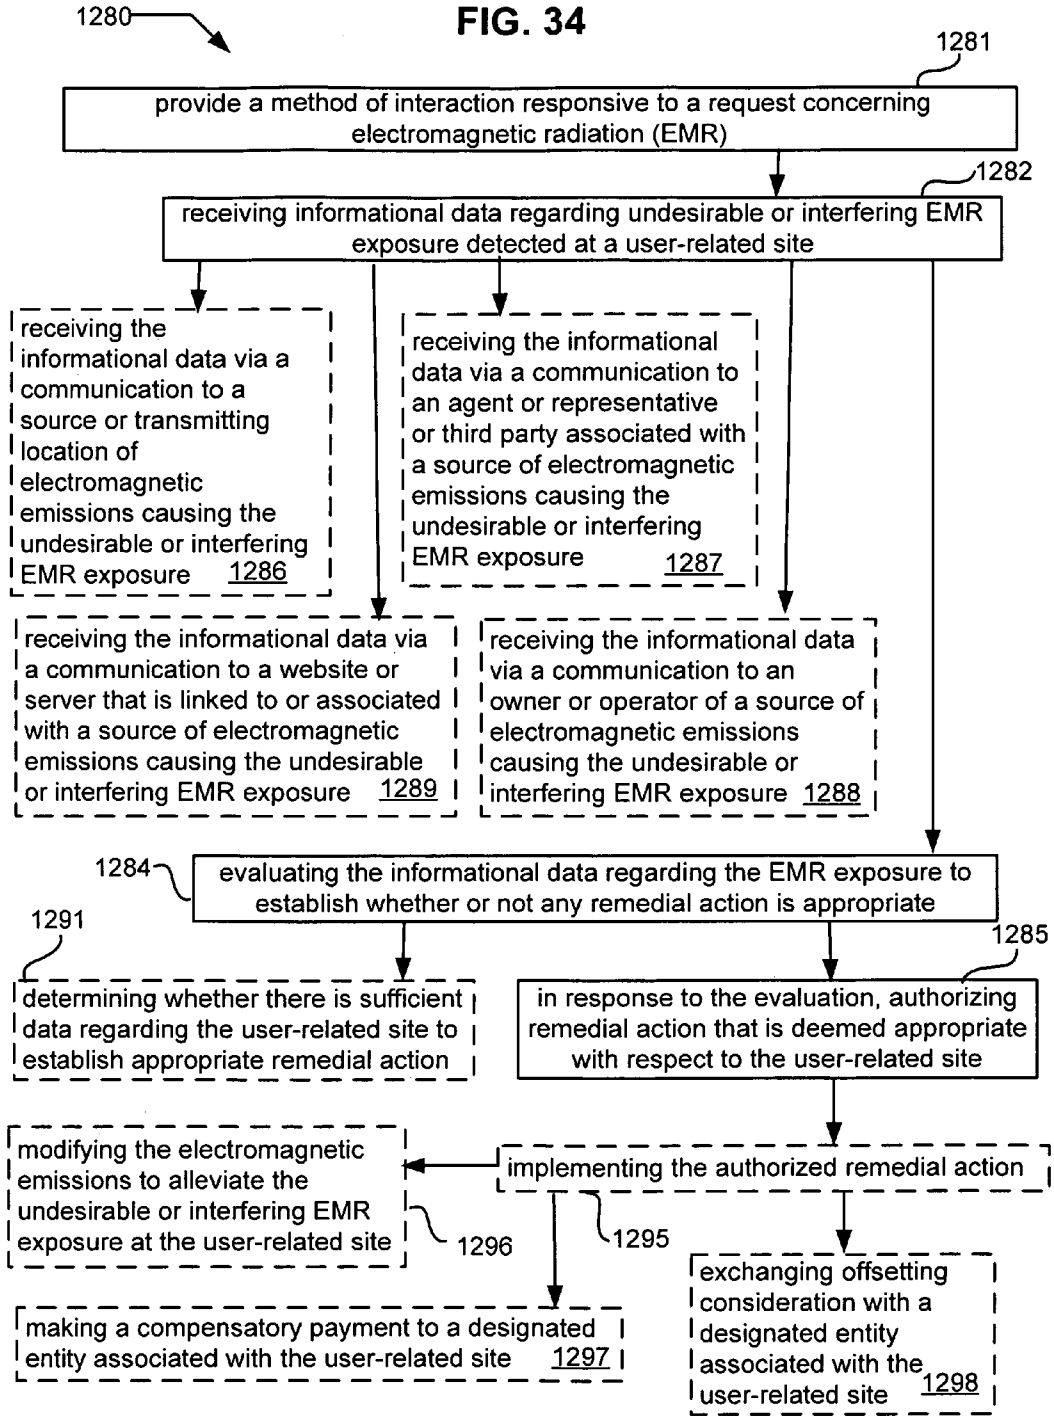 1280
FIG. 34
1281
provide a method of interaction responsive to a request concerning
electromagnetic radiation (EMR)
1282
receiving informational data regarding undesirable or interfering EMR
exposure detected at a user-related site
receiving the
informational data via a
communication to a
source or transmitting
location of
electromagnetic
emissions causing the
undesirable or interfering
EMR exposure 1286
receiving the informational
data via a communication to
an agent or representative
or third party associated with
a source of electromagnetic
emissions causing the
undesirable or interfering
EMR exposure 1287
receiving the informational data via
a communication to a website or
server that is linked to or associated
with a source of electromagnetic
emissions causing the undesirable
or interfering EMR exposure 1289
receiving the informational data
via a communication to an
owner or operator of a source of
electromagnetic emissions
causing the undesirable or
interfering EMR exposure 1288
1284
evaluating the informational data regarding the EMR exposure to
establish whether or not any remedial action is appropriate
1291
determining whether there is sufficient
data regarding the user-related site to
establish appropriate remedial action
1285
in response to the evaluation, authorizing
remedial action that is deemed appropriate
with respect to the user-related site
modifying the electromagnetic
emissions to alleviate the
undesirable or interfering EMR
exposure at the user-related site
1296
implementing the authorized remedial action
1295
making a compensatory payment to a designated
entity associated with the user-related site 1297
exchanging offsetting
consideration with a
designated entity
associated with the
user-related site 1298